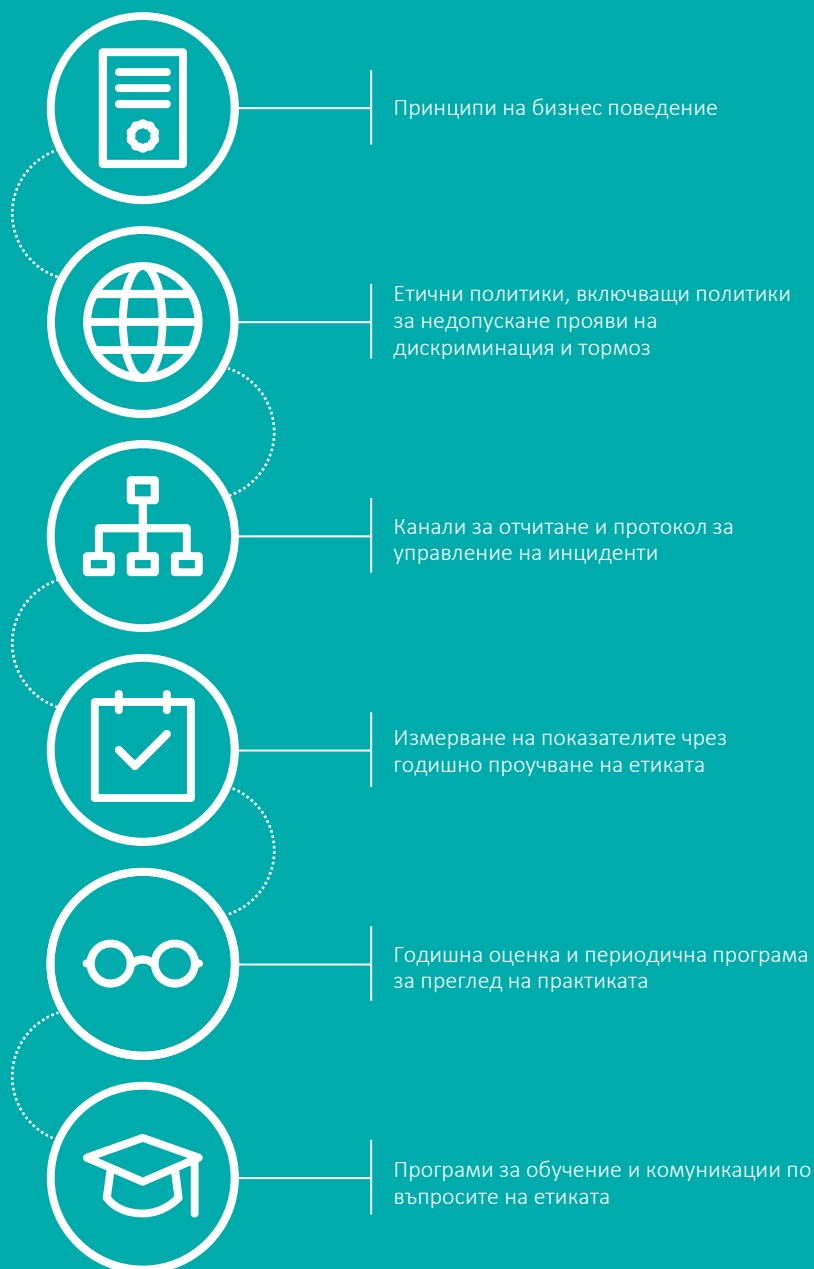 Принципи на бизнес поведение
Етични политики, включващи политики
за недопускане прояви на
дискриминация и тормоз
Канали за отчитане и протокол за
управление на инциденти
Измерване на показателите чрез
годишно проучване на етиката
Годишна оценка и периодична програма
за преглед на практиката
Програми за обучение и комуникации по
въпросите на етиката